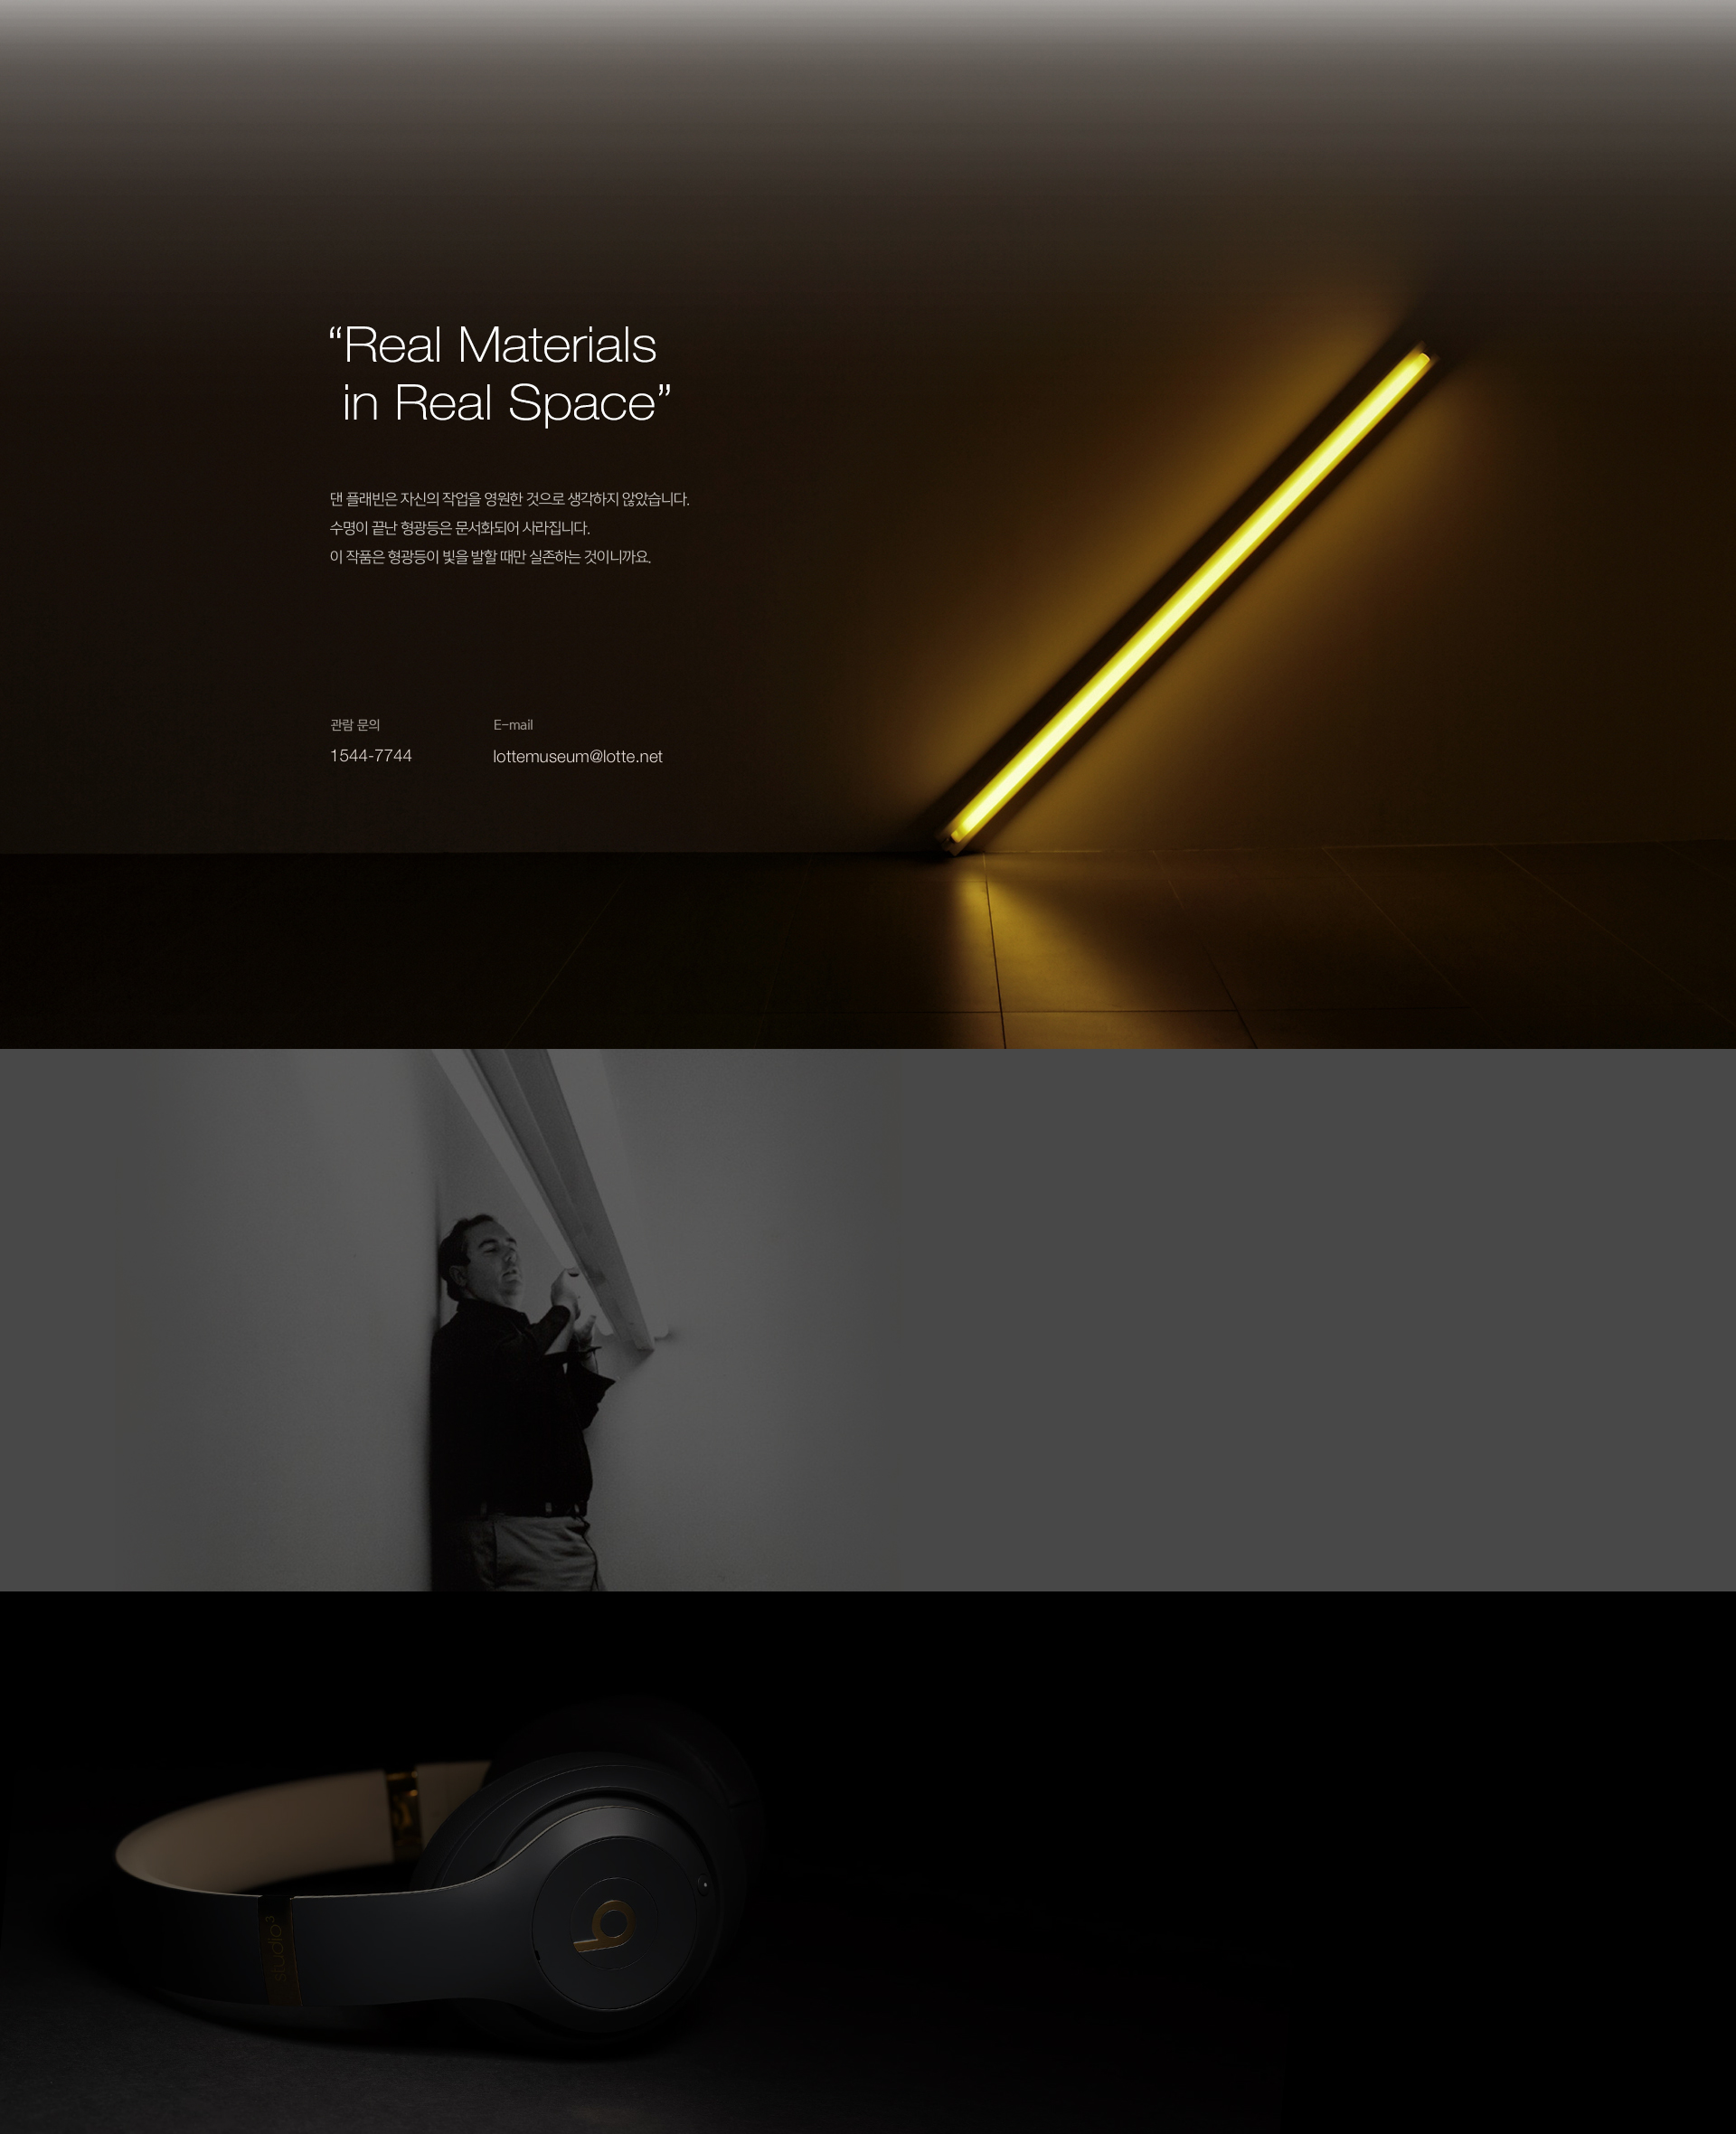 “Real Materials
in Real Space”
댄 플래빈은 자신의 작업을 영원한 것으로 생각하지 않았습니다.
수명이 끝난 형광등은 문서화되어 사라집니다.
이 작품은 형광등이 빛을 발할 때만 실존하는 것이니까요.
관람 문의
E-mail
1544-7744
lottemuseum@lotte.net
studio³
b